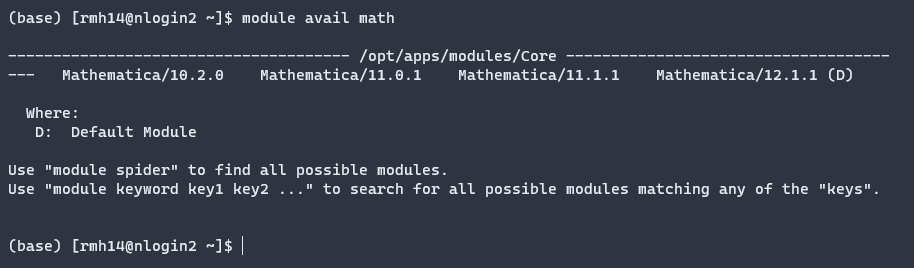 (base) [rmh14@nlogin2 ~]$ module avail math
-------------------------------------- /opt/apps/modules/Core ------------------------------------
---   Mathematica/10.2.0    Mathematica/11.0.1    Mathematica/11.1.1    Mathematica/12.1.1 (D)
  Where:
   D:  Default Module
Use "module spider" to find all possible modules.
Use "module keyword key1 key2 ..." to search for all possible modules matching any of the "keys".
(base) [rmh14@nlogin2 ~]$